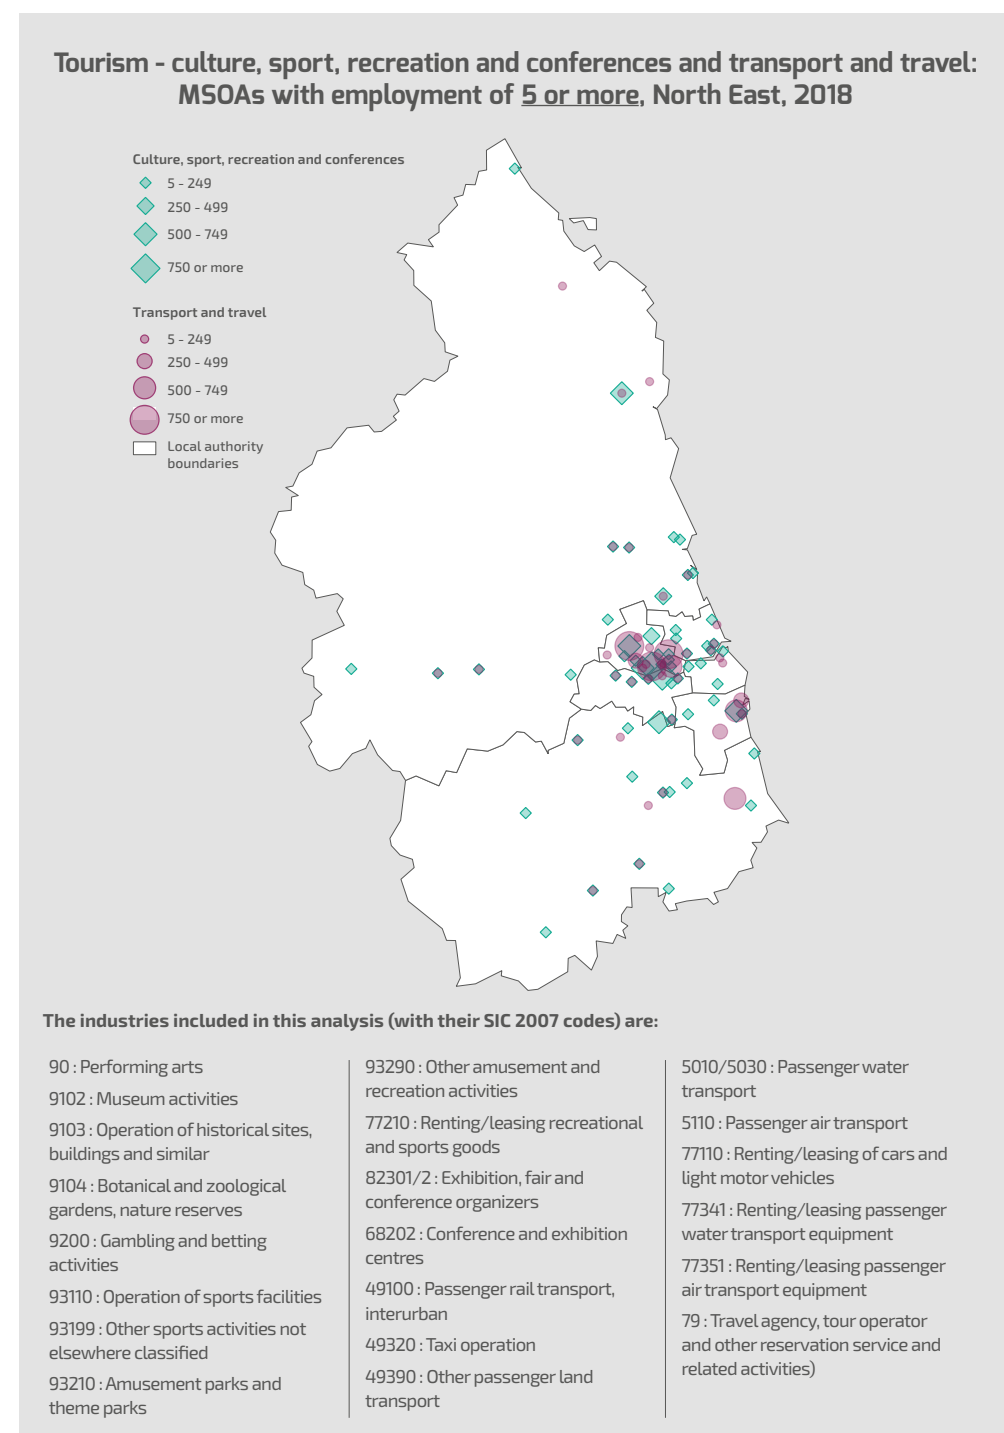 Tourism - culture, sport, recreation and conferences and transport and travel:
MSOAs with employment of 5 or more, North East, 2018
Culture, sport, recreation and conferences
5 - 249
250 - 499
500 - 749
750 or more
Transport and travel
5 - 249
250 - 499
500 - 749
750 or more
Local authority
boundaries
The industries included in this analysis (with their SIC 2007 codes) are:
90 : Performing arts
9102 : Museum activities
9103 : Operation of historical sites,
buildings and similar
9104 : Botanical and zoological
gardens, nature reserves
9200 : Gambling and betting
activities
93110 : Operation of sports facilities
93199 : Other sports activities not
elsewhere classified
93210 : Amusement parks and
theme parks
93290 : Other amusement and
recreation activities
77210 : Renting/leasing recreational
and sports goods
82301/2 : Exhibition, fair and
conference organizers
68202 : Conference and exhibition
centres
49100 : Passenger rail transport,
interurban
49320 : Taxi operation
49390 : Other passenger land
transport
5010/5030 : Passenger water
transport
5110 : Passenger air transport
77110 : Renting/leasing of cars and
light motor vehicles
77341 : Renting/leasing passenger
water transport equipment
77351 : Renting/leasing passenger
air transport equipment
79 : Travel agency, tour operator
and other reservation service and
related activities)